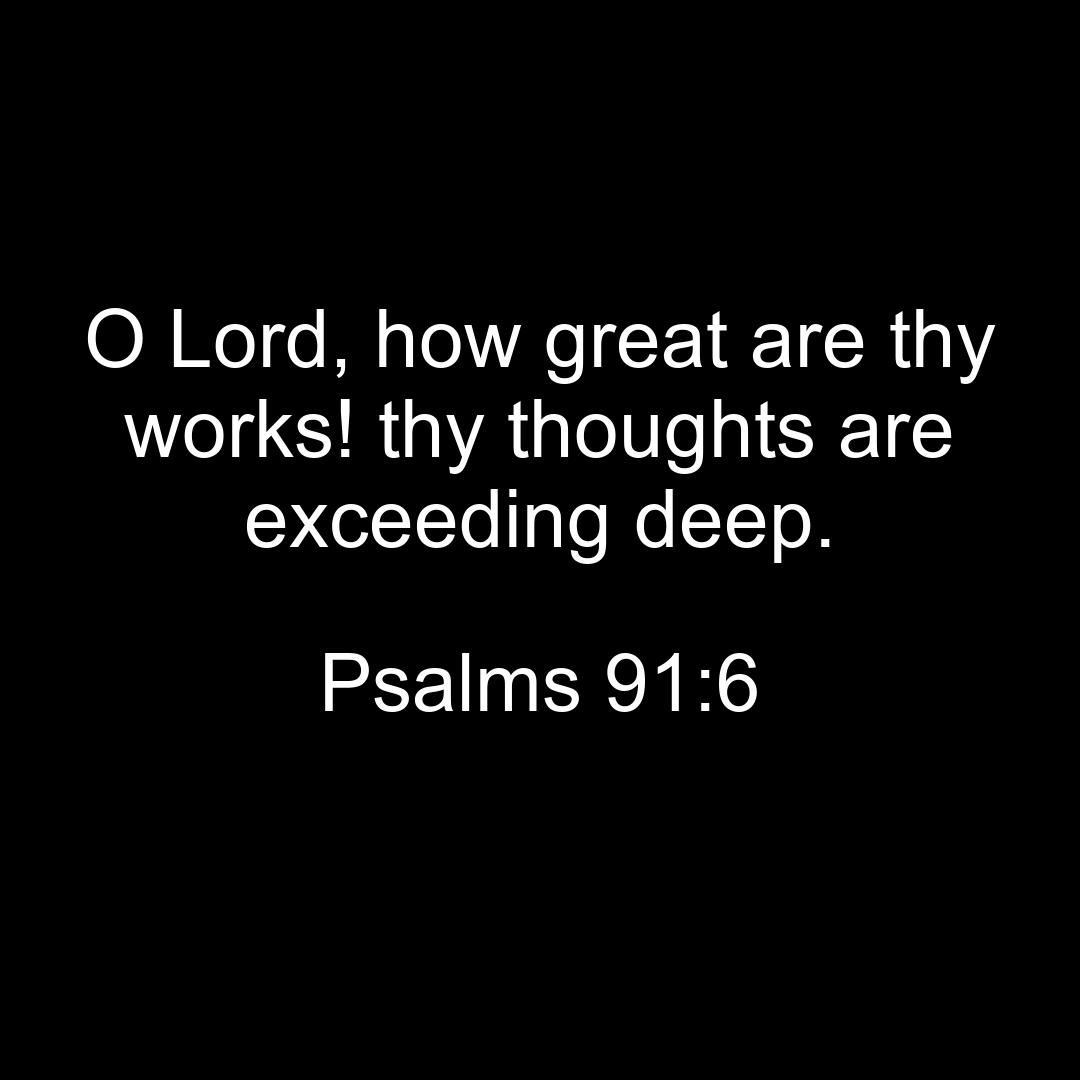 O Lord, how great are thy
works! thy thoughts are
exceeding deep.
Psalms 91:6